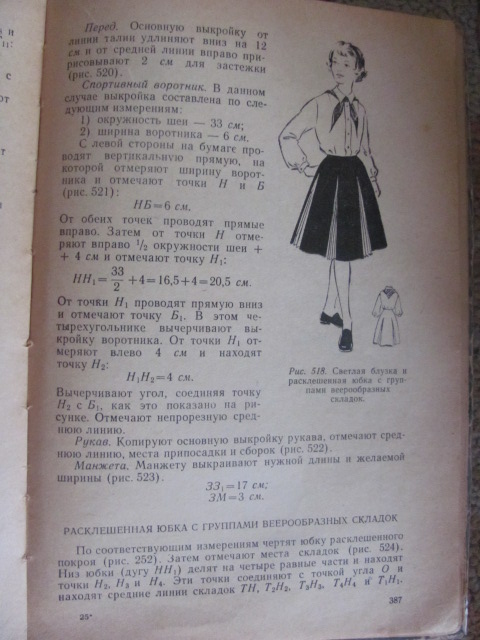 Перед. Основную выкройку от
линии талии удлиняют вниз на 12
см и от средней линии вправо при-
рисовывают 2 см для застежки
(рис. 520).
Спортивный воротник. В данном
случае выкройка составлена по сле-
дующим измерениям:
1) окружность шеи — 33 см;
2) ширина воротника — 6 см.
С левой стороны на бумаге про-
водят вертикальную прямую, на
которой отмеряют ширину ворот-
ника и отмечают точки Н и Б
(рис. 521):
НБ=6 см.
От обеих точек проводят прямые
вправо. Затем от точки Н отме-
ряют вправо 1/2 окружности шеи +
+ 4 см и отмечают точку Н₁:
НН₁= 33/2 +4=16,5+4=20,5 см.
От точки Н₁ проводят прямую вниз
и отмечают точку Б₁. В этом че-
тырехугольнике вычерчивают вы-
кройку воротника. От точки Н₁ от-
меряют влево 4 см и находят
точку Н₂:
Н₁Н₂=4 см.
Вычерчивают угол, соединяя точку
Н₂ с Б₁, как это показано на ри-
сунке. Отмечают непрорезную сред-
нюю линию.
Рис. 518. Светлая блузка и
расклешенная юбка с груп-
пами веерообразных
складок.
Рукав. Копируют основную выкройку рукава, отмечают сред-
нюю линию, места припосадки и сборок (рис. 522).
Манжета. Манжету выкраивают нужной длины и желаемой
ширины (рис. 523).
ЗЗ₁=17 см;
ЗМ=3 см.
РАСКЛЕШЕННАЯ ЮБКА С ГРУППАМИ ВЕЕРООБРАЗНЫХ СКЛАДОК
По соответствующим измерениям чертят юбку расклешенного
покроя (рис. 252). Затем отмечают места складок (рис. 524).
Низ юбки (дугу НН₁) делят на четыре равные части и находят
точки Н₂, Н₃ и Н₄. Эти точки соединяют с точкой угла О и
находят средние линии складок ТН, Т₂Н₂, Т₃Н₃, Т₄Н₄ и Т₁Н₁.
25*
387